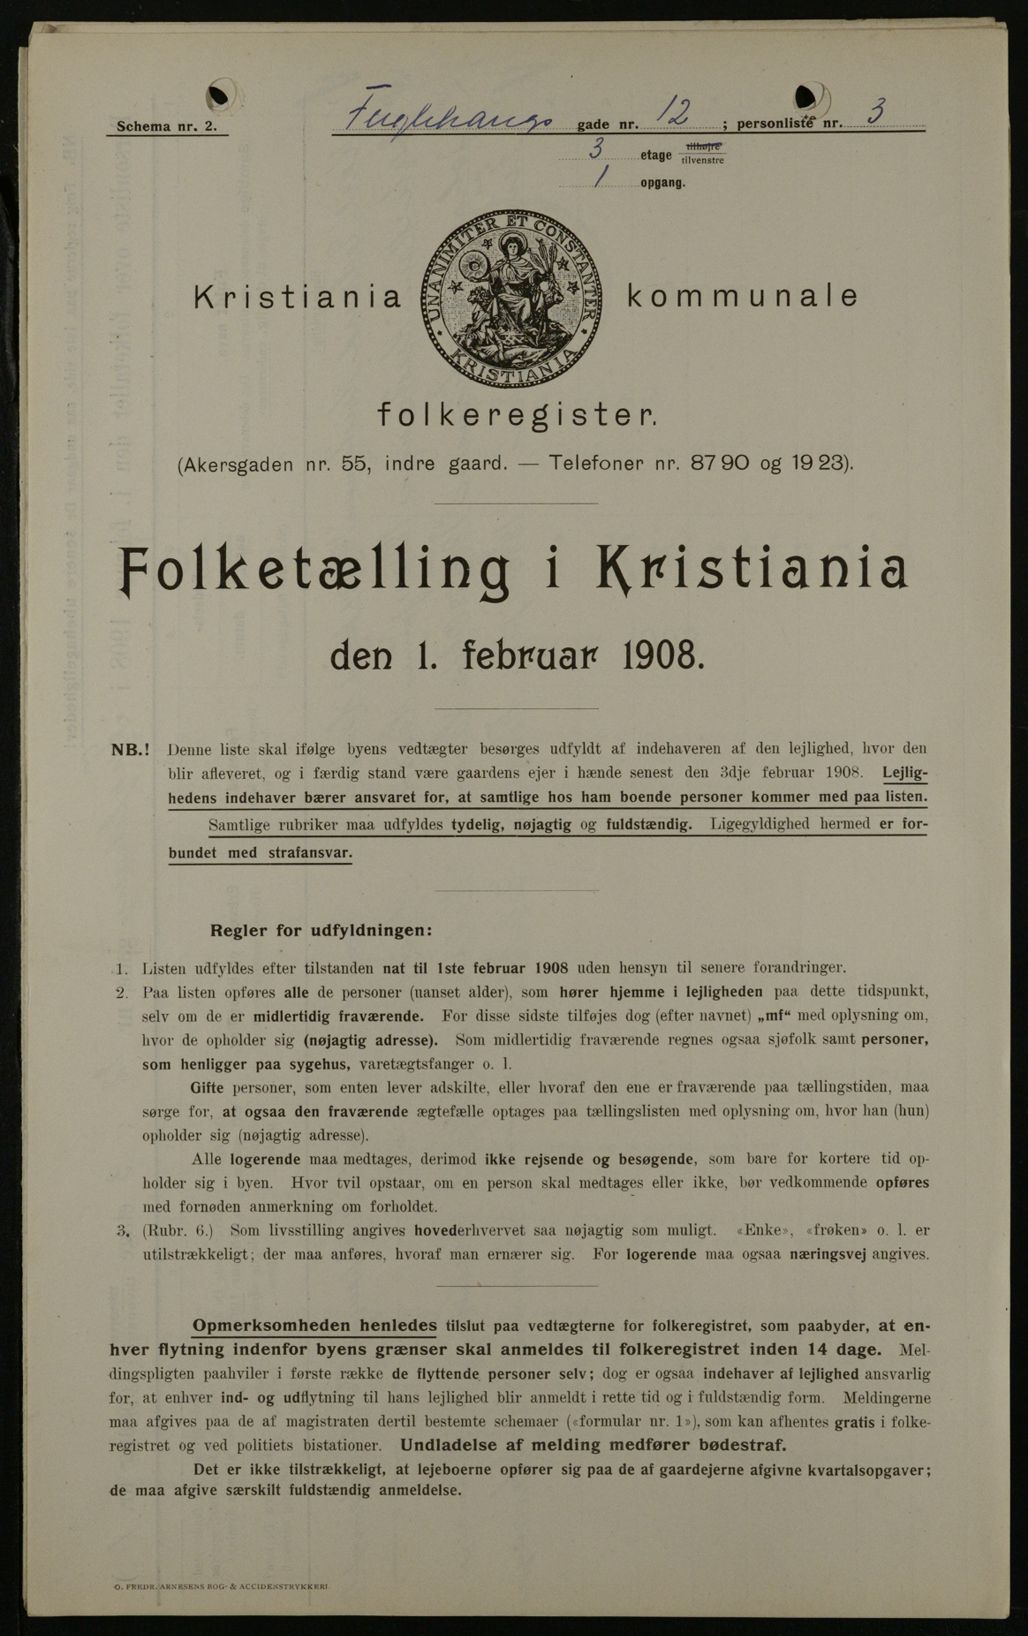 Schema nr. 2.
Fuglehaugs gade nr. 12 ; personliste nr. 3
3 etage tilhøjre tilvenstre
1 opgang.
UNANIMITER ET CONSTANTER KRISTIANIA
Kristiania kommunale
folkeregister.
(Akersgaden nr. 55, indre gaard. — Telefoner nr. 87 90 og 19 23).
Folketælling i Kristiania
den 1. februar 1908.
NB.! Denne liste skal ifølge byens vedtægter besørges udfyldt af indehaveren af den lejlighed, hvor den
blir afleveret, og i færdig stand være gaardens ejer i hænde senest den 3dje februar 1908. Lejlig-
hedens indehaver bærer ansvaret for, at samtlige hos ham boende personer kommer med paa listen.
Samtlige rubriker maa udfyldes tydelig, nøjagtig og fuldstændig. Ligegyldighed hermed er for-
bundet med strafansvar.
Regler for udfyldningen:
1. Listen udfyldes efter tilstanden nat til 1ste februar 1908 uden hensyn til senere forandringer.
2. Paa listen opføres alle de personer (uanset alder), som hører hjemme i lejligheden paa dette tidspunkt,
selv om de er midlertidig fraværende. For disse sidste tilføjes dog (efter navnet) „mf“ med oplysning om,
hvor de opholder sig (nøjagtig adresse). Som midlertidig fraværende regnes ogsaa sjøfolk samt personer,
som henligger paa sygehus, varetægtsfanger o. l.
Gifte personer, som enten lever adskilte, eller hvoraf den ene er fraværende paa tællingstiden, maa
sørge for, at ogsaa den fraværende ægtefælle optages paa tællingslisten med oplysning om, hvor han (hun)
opholder sig (nøjagtig adresse).
Alle logerende maa medtages, derimod ikke rejsende og besøgende, som bare for kortere tid op-
holder sig i byen. Hvor tvil opstaar, om en person skal medtages eller ikke, bør vedkommende opføres
med fornøden anmerkning om forholdet.
3. (Rubr. 6.) Som livsstilling angives hovederhvervet saa nøjagtig som muligt. «Enke», «frøken» o. l. er
utilstrækkeligt; der maa anføres, hvoraf man ernærer sig. For logerende maa ogsaa næringsvej angives.
Opmerksomheden henledes tilslut paa vedtægterne for folkeregistret, som paabyder, at en-
hver flytning indenfor byens grænser skal anmeldes til folkeregistret inden 14 dage. Mel-
dingspligten paahviler i første række de flyttende personer selv; dog er ogsaa indehaver af lejlighed ansvarlig
for, at enhver ind- og udflytning til hans lejlighed blir anmeldt i rette tid og i fuldstændig form. Meldingerne
maa afgives paa de af magistraten dertil bestemte schemaer («formular nr. 1»), som kan afhentes gratis i folke-
registret og ved politiets bistationer. Undladelse af melding medfører bødestraf.
Det er ikke tilstrækkeligt, at lejeboerne opfører sig paa de af gaardejerne afgivne kvartalsopgaver;
de maa afgive særskilt fuldstændig anmeldelse.
O. FREDR. ARNESENS BOG- & ACCIDENSTRYKKERI